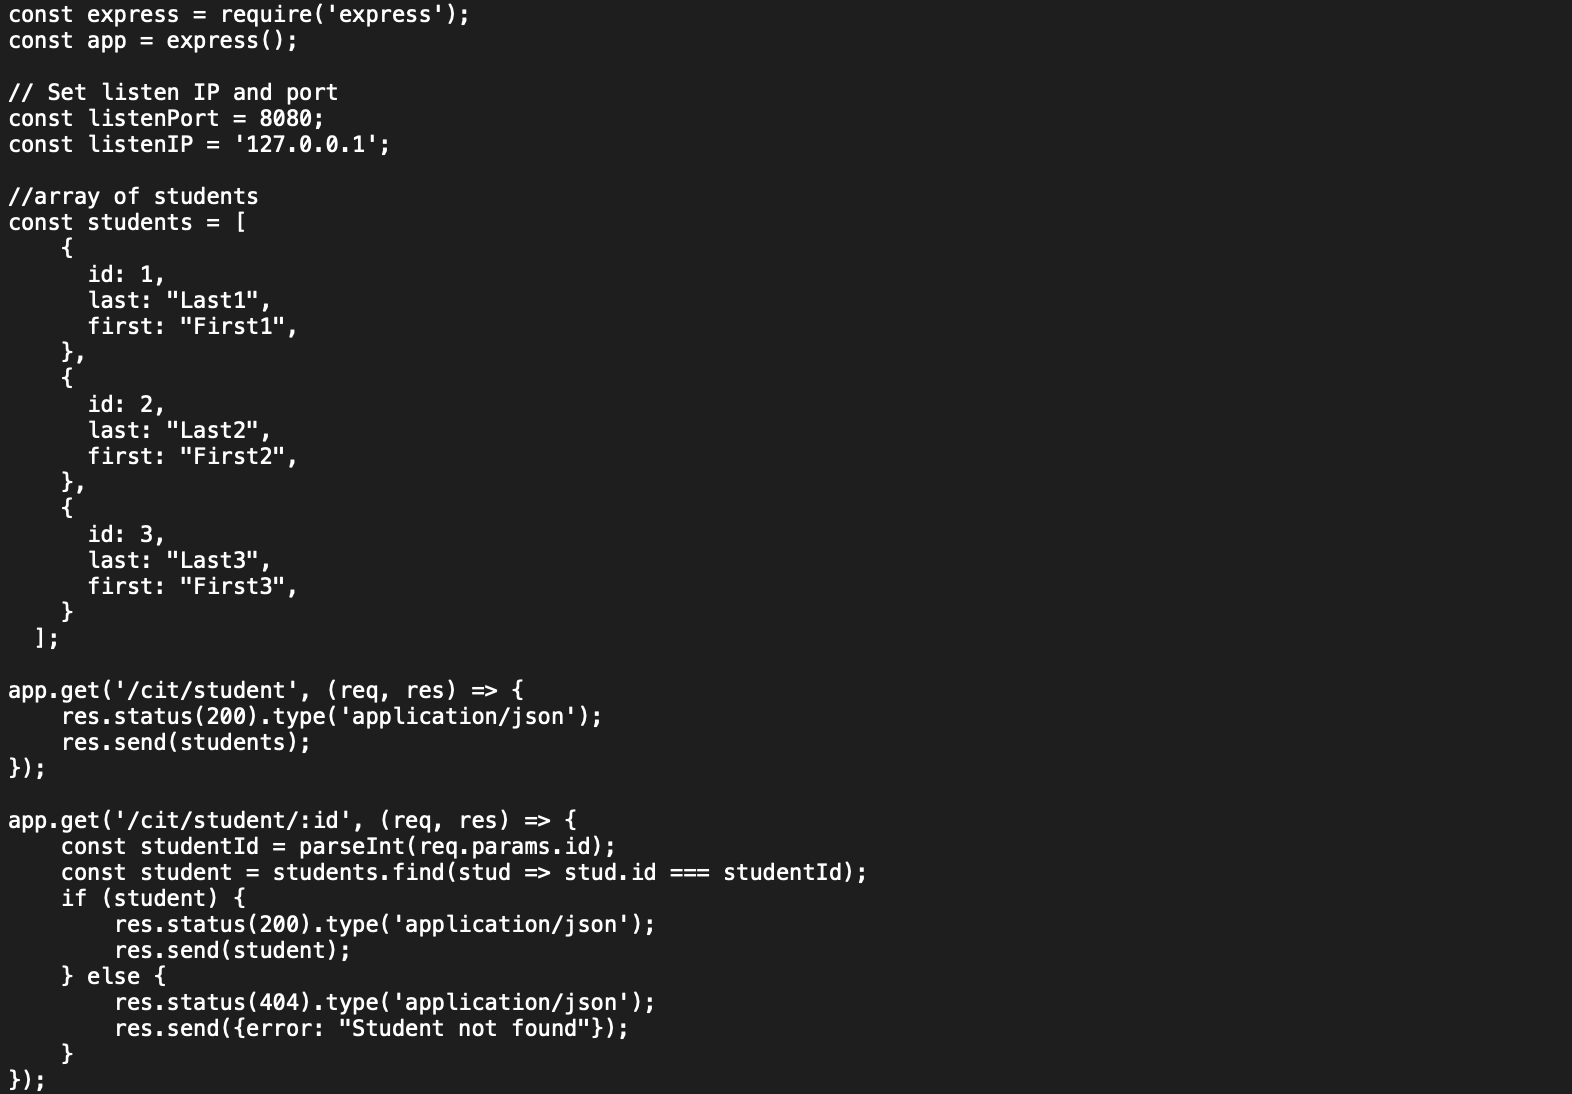 const express = require('express');
const app = express();

// Set listen IP and port
const listenPort = 8080;
const listenIP = '127.0.0.1';

//array of students
const students = [
    {
      id: 1,
      last: "Last1",
      first: "First1",
    },
    {
      id: 2,
      last: "Last2",
      first: "First2",
    },
    {
      id: 3,
      last: "Last3",
      first: "First3",
    }
  ];

app.get('/cit/student', (req, res) => {
    res.status(200).type('application/json');
    res.send(students);
});

app.get('/cit/student/:id', (req, res) => {
    const studentId = parseInt(req.params.id);
    const student = students.find(stud => stud.id === studentId);
    if (student) {
        res.status(200).type('application/json');
        res.send(student);
    } else {
        res.status(404).type('application/json');
        res.send({error: "Student not found"});
    }
});